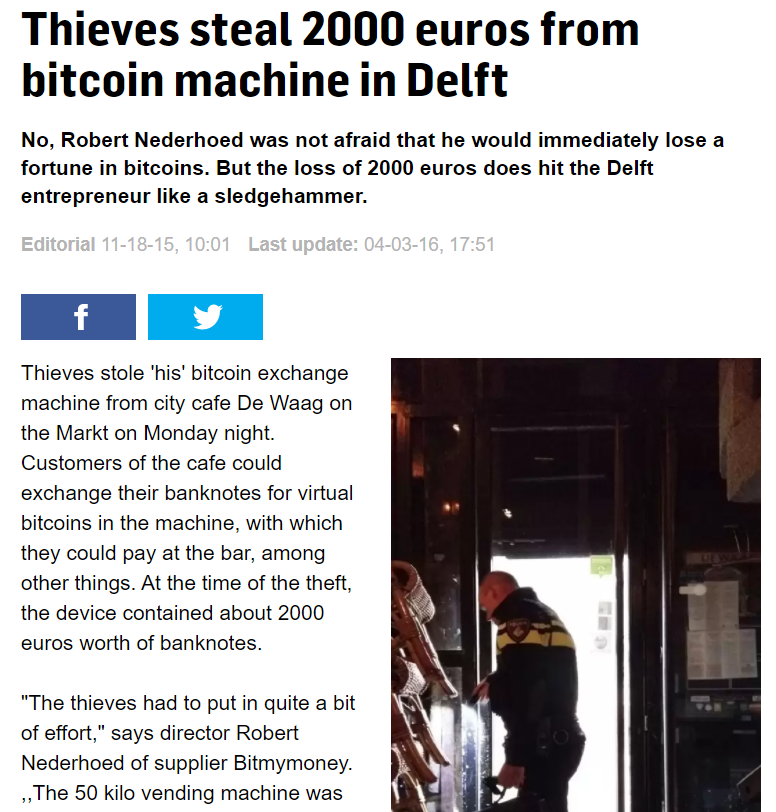 Thieves steal 2000 euros from
bitcoin machine in Delft
No, Robert Nederhoed was not afraid that he would immediately lose a
fortune in bitcoins. But the loss of 2000 euros does hit the Delft
entrepreneur like a sledgehammer.
Editorial 11-18-15, 10:01 Last update: 04-03-16, 17:51
f
Thieves stole 'his' bitcoin exchange
machine from city cafe De Waag on
the Markt on Monday night.
Customers of the cafe could
exchange their banknotes for virtual
bitcoins in the machine, with which
they could pay at the bar, among
other things. At the time of the theft,
the device contained about 2000
euros worth of banknotes.
"The thieves had to put in quite a bit
of effort," says director Robert
Nederhoed of supplier Bitmymoney.
,,The 50 kilo vending machine was